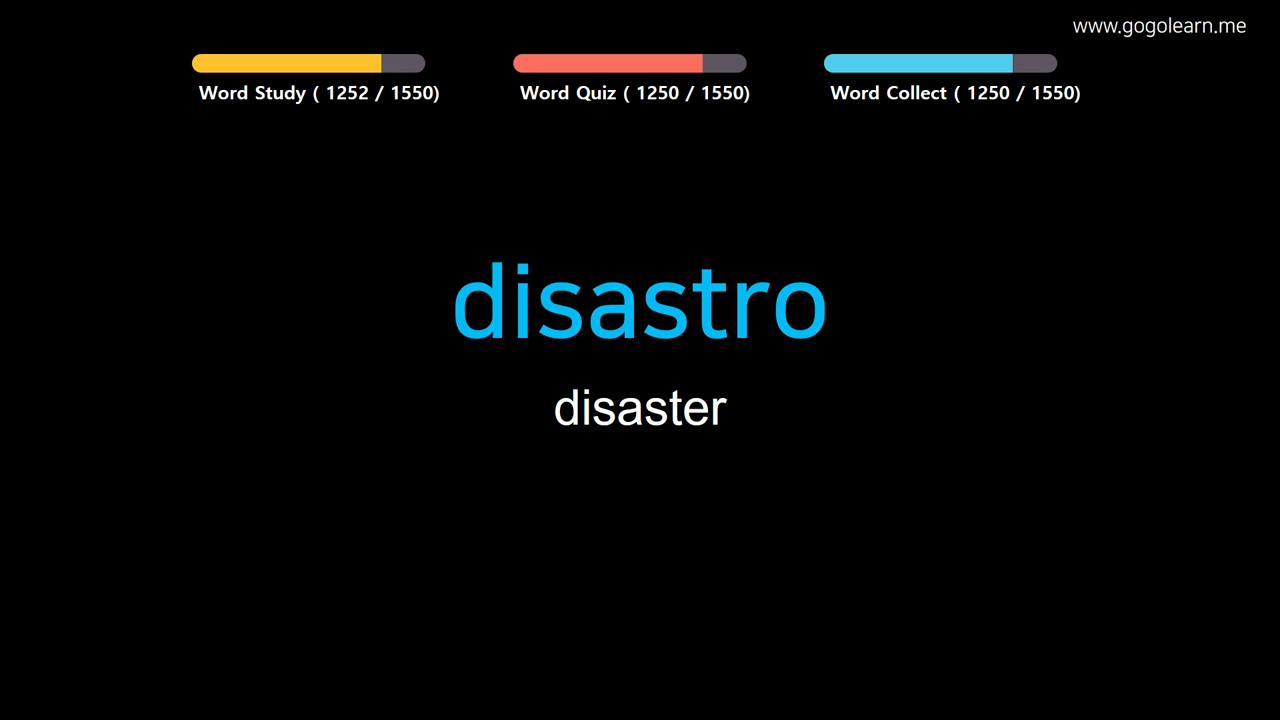 www.gogolearn.me
Word Study ( 1252 / 1550)
Word Quiz ( 1250 / 1550)
Word Collect ( 1250 / 1550)
disastro
disaster